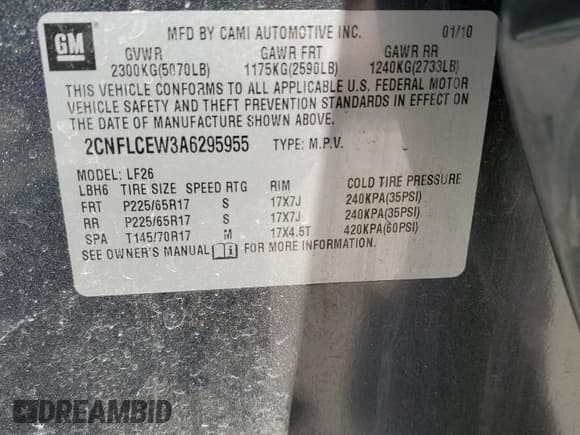 GM
MFD BY CAMI AUTOMOTIVE INC. 01/10
GVWR GAWR FRT GAWR RR
2300KG(5070LB) 1175KG(2590LB) 1240KG(2733LB)
THIS VEHICLE CONFORMS TO ALL APPLICABLE U.S. FEDERAL MOTOR
VEHICLE SAFETY AND THEFT PREVENTION STANDARDS IN EFFECT ON
THE DATE OF MANUFACTURE SHOWN ABOVE.
2CNFLCEW3A6295955 TYPE: M.P.V.
MODEL: LF26
LBH6 TIRE SIZE SPEED RTG RIM COLD TIRE PRESSURE
FRT P225/65R17 S 17X7J 240KPA(35PSI)
RR P225/65R17 S 17X7J 240KPA(35PSI)
SPA T145/70R17 M 17X4.5T 420KPA(60PSI)
SEE OWNER'S MANUAL FOR MORE INFORMATION.
DREAMBID